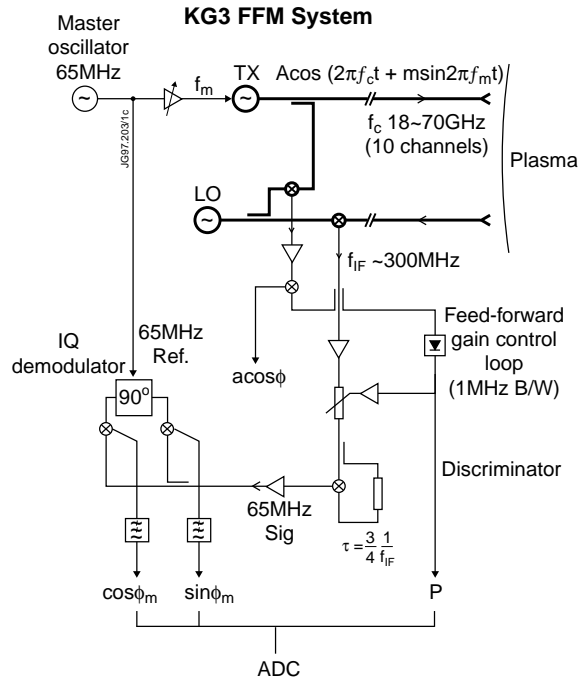 KG3 FFM System
Master
oscillator
65MHz
~
JG97.203/1c
fm
TX
~
Acos (2πfct + msin2πfmt)
fc 18~70GHz
(10 channels)
Plasma
LO
~
fIF ~300MHz
Feed-forward
gain control
loop
(1MHz B/W)
IQ
demodulator
65MHz
Ref.
90o
acosϕ
Discriminator
65MHz
Sig
τ = 3/4 1/fIF
cosϕm
sinϕm
P
ADC